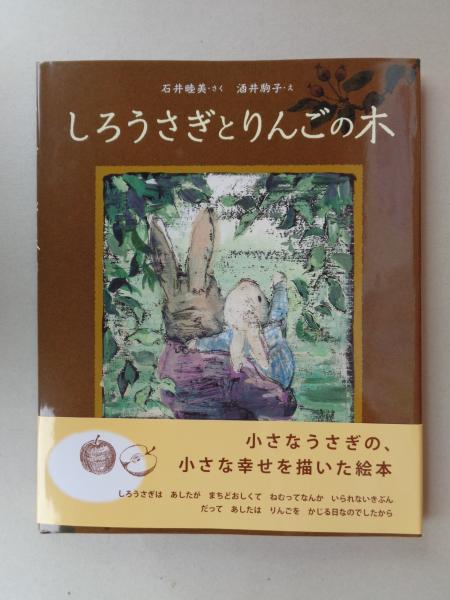 石井睦美・さく　酒井駒子・え
しろうさぎとりんごの木
小さなうさぎの、
小さな幸せを描いた絵本
しろうさぎは　あしたが　まちどおしくて　ねむってなんか　いられないきぶん
だって　あしたは　りんごを　かじる日なのでしたから